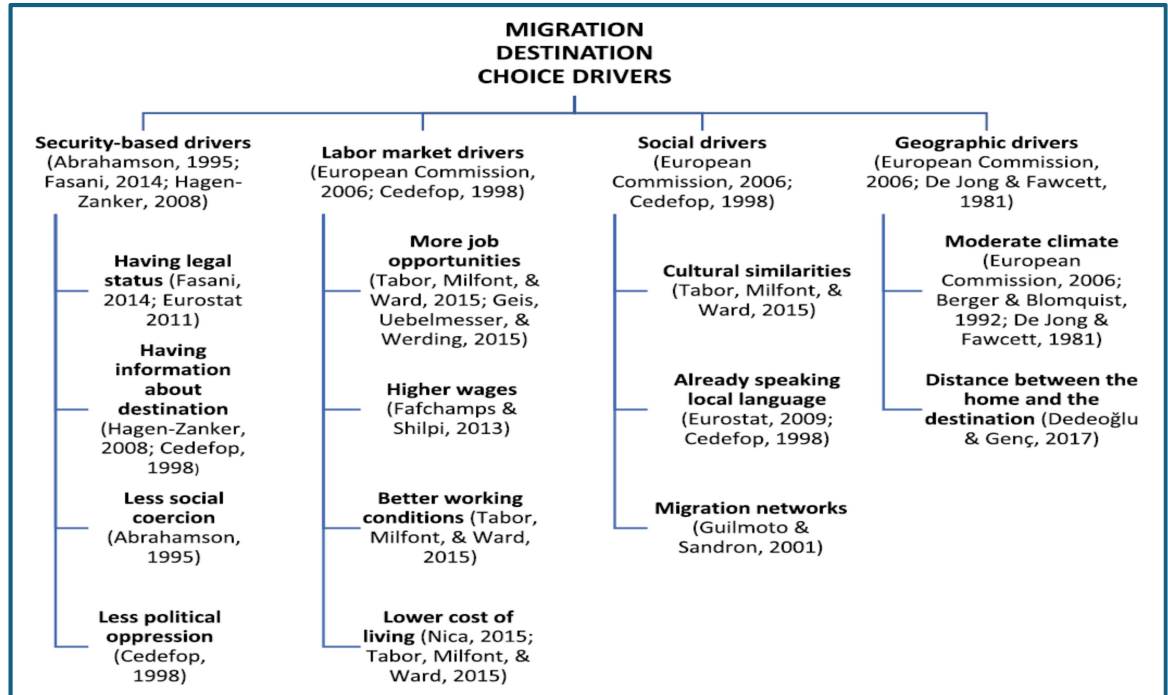 MIGRATION
DESTINATION
CHOICE DRIVERS
Security-based drivers
(Abrahamson, 1995;
Fasani, 2014; Hagen-
Zanker, 2008)
Having legal
status (Fasani,
2014; Eurostat
2011)
Having
information
about
destination
(Hagen-Zanker,
2008; Cedefop,
1998)
Less social
coercion
(Abrahamson,
1995)
Less political
oppression
(Cedefop,
1998)
Labor market drivers
(European Commission,
2006; Cedefop, 1998)
More job
opportunities
(Tabor, Milfont, &
Ward, 2015; Geis,
Uebelmesser, &
Werding, 2015)
Higher wages
(Fafchamps &
Shilpi, 2013)
Better working
conditions (Tabor,
Milfont, & Ward,
2015)
Lower cost of
living (Nica, 2015;
Tabor, Milfont, &
Ward, 2015)
Social drivers
(European
Commission, 2006;
Cedefop, 1998)
Cultural similarities
(Tabor, Milfont, &
Ward, 2015)
Already speaking
local language
(Eurostat, 2009;
Cedefop, 1998)
Migration networks
(Guilmoto &
Sandron, 2001)
Geographic drivers
(European Commission,
2006; De Jong & Fawcett,
1981)
Moderate climate
(European
Commission, 2006;
Berger & Blomquist,
1992; De Jong &
Fawcett, 1981)
Distance between the
home and the
destination (Dedeoğlu
& Genç, 2017)